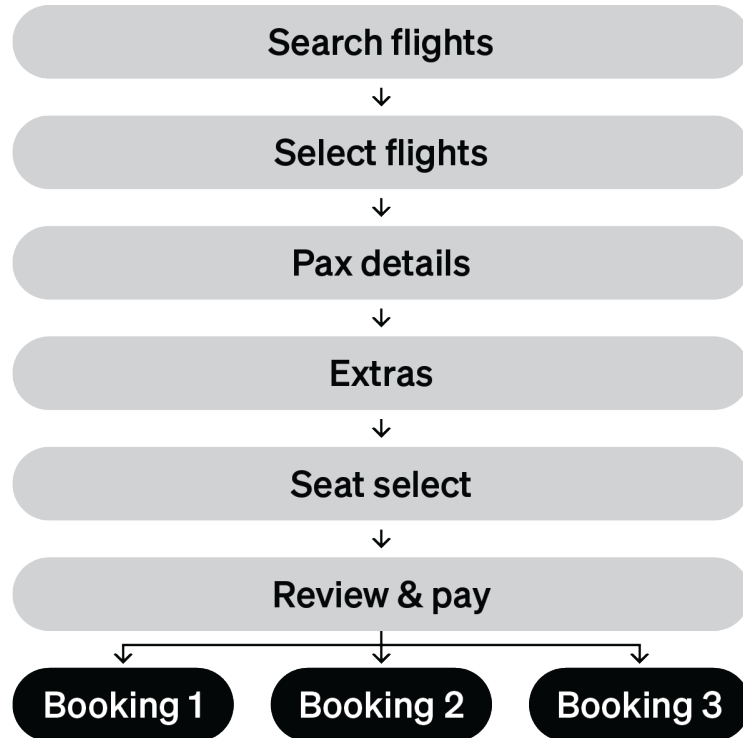 Search flights
Select flights
Pax details
Extras
Seat select
Review & pay
Booking 1
Booking 2
Booking 3